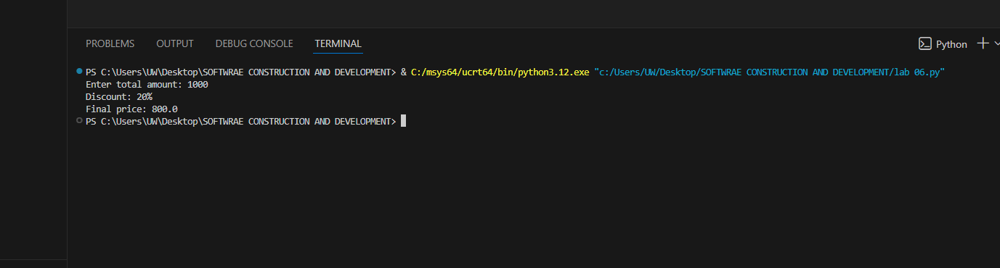 PROBLEMS OUTPUT DEBUG CONSOLE TERMINAL Python
PS C:\Users\UW\Desktop\SOFTWRAE CONSTRUCTION AND DEVELOPMENT> & C:/msys64/ucrt64/bin/python3.12.exe "c:/Users/UW/Desktop/SOFTWRAE CONSTRUCTION AND DEVELOPMENT/lab 06.py"
Enter total amount: 1000
Discount: 20%
Final price: 800.0
PS C:\Users\UW\Desktop\SOFTWRAE CONSTRUCTION AND DEVELOPMENT>